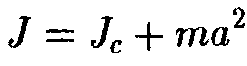 J = J_c + ma^2